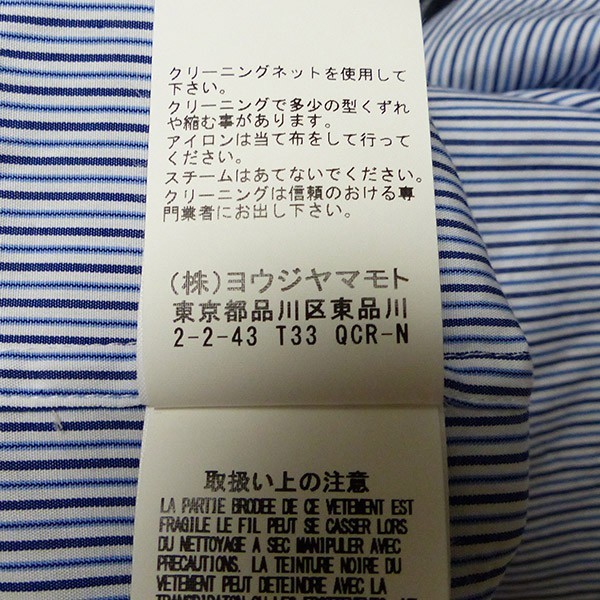 クリーニングネットを使用して
下さい。
クリーニングで多少の型くずれ
や縮む事があります。
アイロンは当て布をして行って
ください。
スチームはあてないでください。
クリーニングは信頼のおける専
門業者にお出し下さい。
(株)ヨウジヤマモト
東京都品川区東品川
2-2-43 T33 QCR-N
取扱い上の注意
LA PARTIE BRODEE DE CE VETEMENT EST
FRAGILE LE FIL PEUT SE CASSER LORS
DU NETTOYAGE A SEC MANIPULER AVEC
PRECAUTIONS. LA TEINTURE NOIRE DU
VETEMENT PEUT DETEINDRE AVEC LA